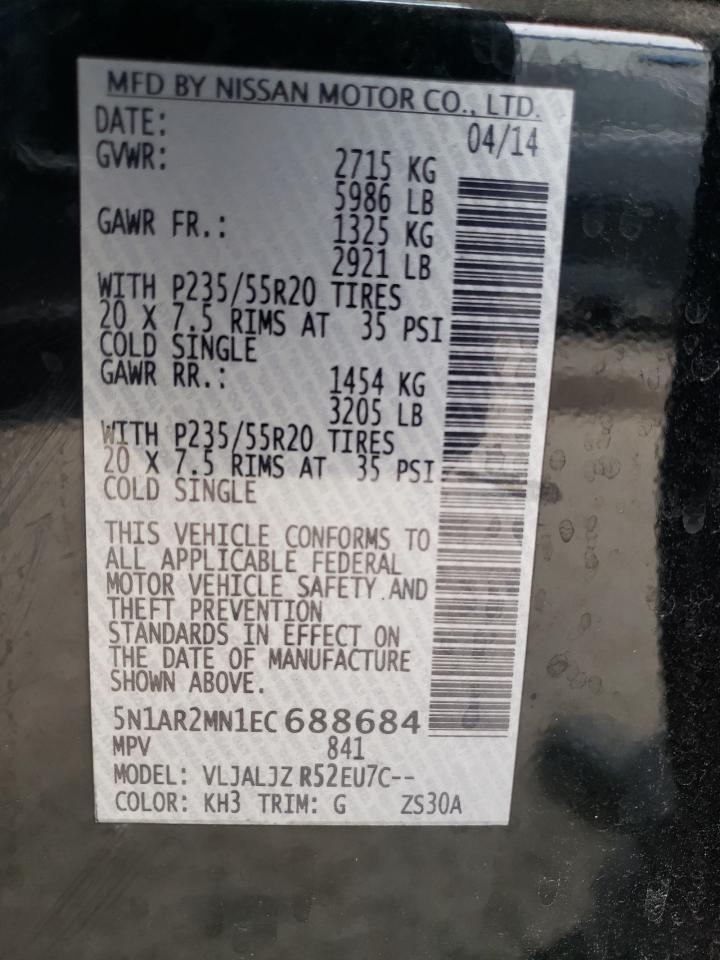 MFD BY NISSAN MOTOR CO., LTD.
DATE: 04/14
GVWR: 2715 KG
5986 LB
GAWR FR.: 1325 KG
2921 LB
WITH P235/55R20 TIRES
20 X 7.5 RIMS AT 35 PSI
COLD SINGLE
GAWR RR.: 1454 KG
3205 LB
WITH P235/55R20 TIRES
20 X 7.5 RIMS AT 35 PSI
COLD SINGLE
THIS VEHICLE CONFORMS TO
ALL APPLICABLE FEDERAL
MOTOR VEHICLE SAFETY AND
THEFT PREVENTION
STANDARDS IN EFFECT ON
THE DATE OF MANUFACTURE
SHOWN ABOVE.
5N1AR2MN1EC688684
MPV 841
MODEL: VLJALJZ R52EU7C--
COLOR: KH3 TRIM: G ZS30A